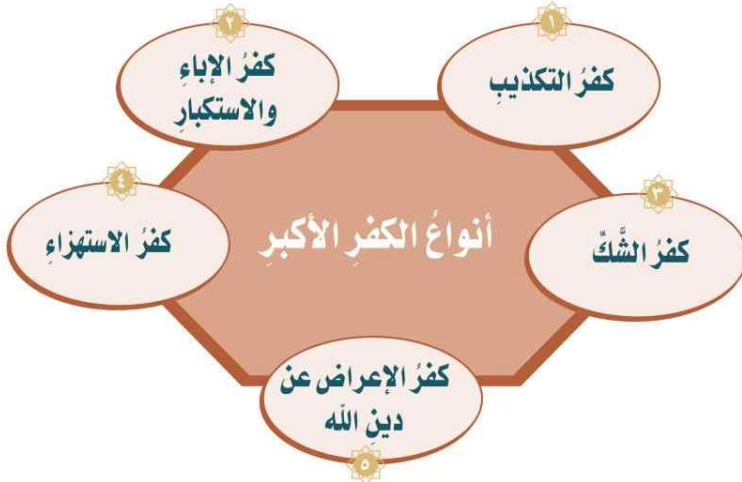 أنواعُ الكفرِ الأكبرِ
١
كفرُ التكذيبِ
٢
كفرُ الإباءِ
والاستكبارِ
٣
كفرُ الشَّكِّ
٤
كفرُ الاستهزاءِ
كفرُ الإعراض عن
دينِ الله
٥